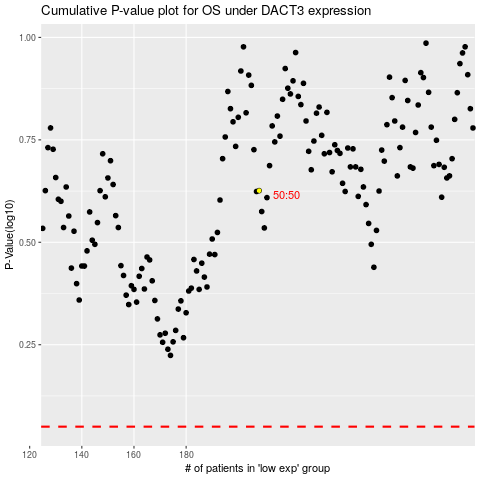 Cumulative P-value plot for OS under DACT3 expression
1.00
0.75
0.50
0.25
P-Value(log10)
50:50
120 140 160 180
# of patients in 'low exp' group